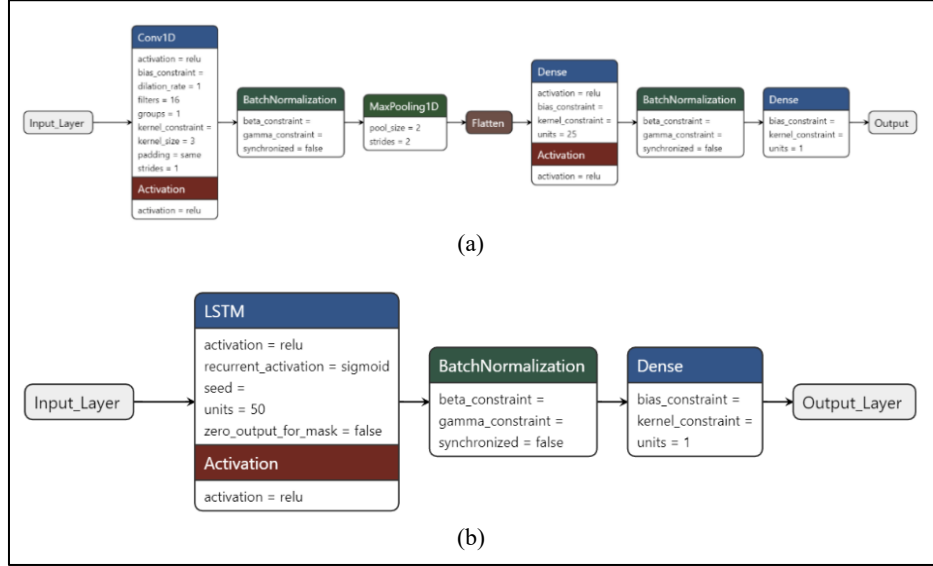 Input_Layer
Conv1D
activation = relu
bias_constraint =
dilation_rate = 1
filters = 16
groups = 1
kernel_constraint =
kernel_size = 3
padding = same
strides = 1
Activation
activation = relu
BatchNormalization
beta_constraint =
gamma_constraint =
synchronized = false
MaxPooling1D
pool_size = 2
strides = 2
Flatten
Dense
activation = relu
bias_constraint =
kernel_constraint =
units = 25
Activation
activation = relu
BatchNormalization
beta_constraint =
gamma_constraint =
synchronized = false
Dense
bias_constraint =
kernel_constraint =
units = 1
Output
(a)
Input_Layer
LSTM
activation = relu
recurrent_activation = sigmoid
seed =
units = 50
zero_output_for_mask = false
Activation
activation = relu
BatchNormalization
beta_constraint =
gamma_constraint =
synchronized = false
Dense
bias_constraint =
kernel_constraint =
units = 1
Output_Layer
(b)